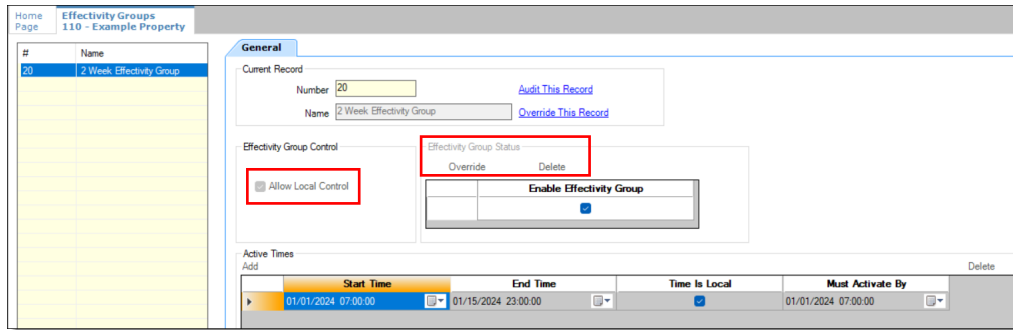 Home Page
Effectivity Groups
110 - Example Property
# Name
20 2 Week Effectivity Group
General
Current Record
Number 20 Audit This Record
Name 2 Week Effectivity Group Override This Record
Effectivity Group Control
Allow Local Control
Effectivity Group Status
Override Delete
Enable Effectivity Group
Active Times
Add Delete
Start Time End Time Time Is Local Must Activate By
01/01/2024 07:00:00 01/15/2024 23:00:00 01/01/2024 07:00:00